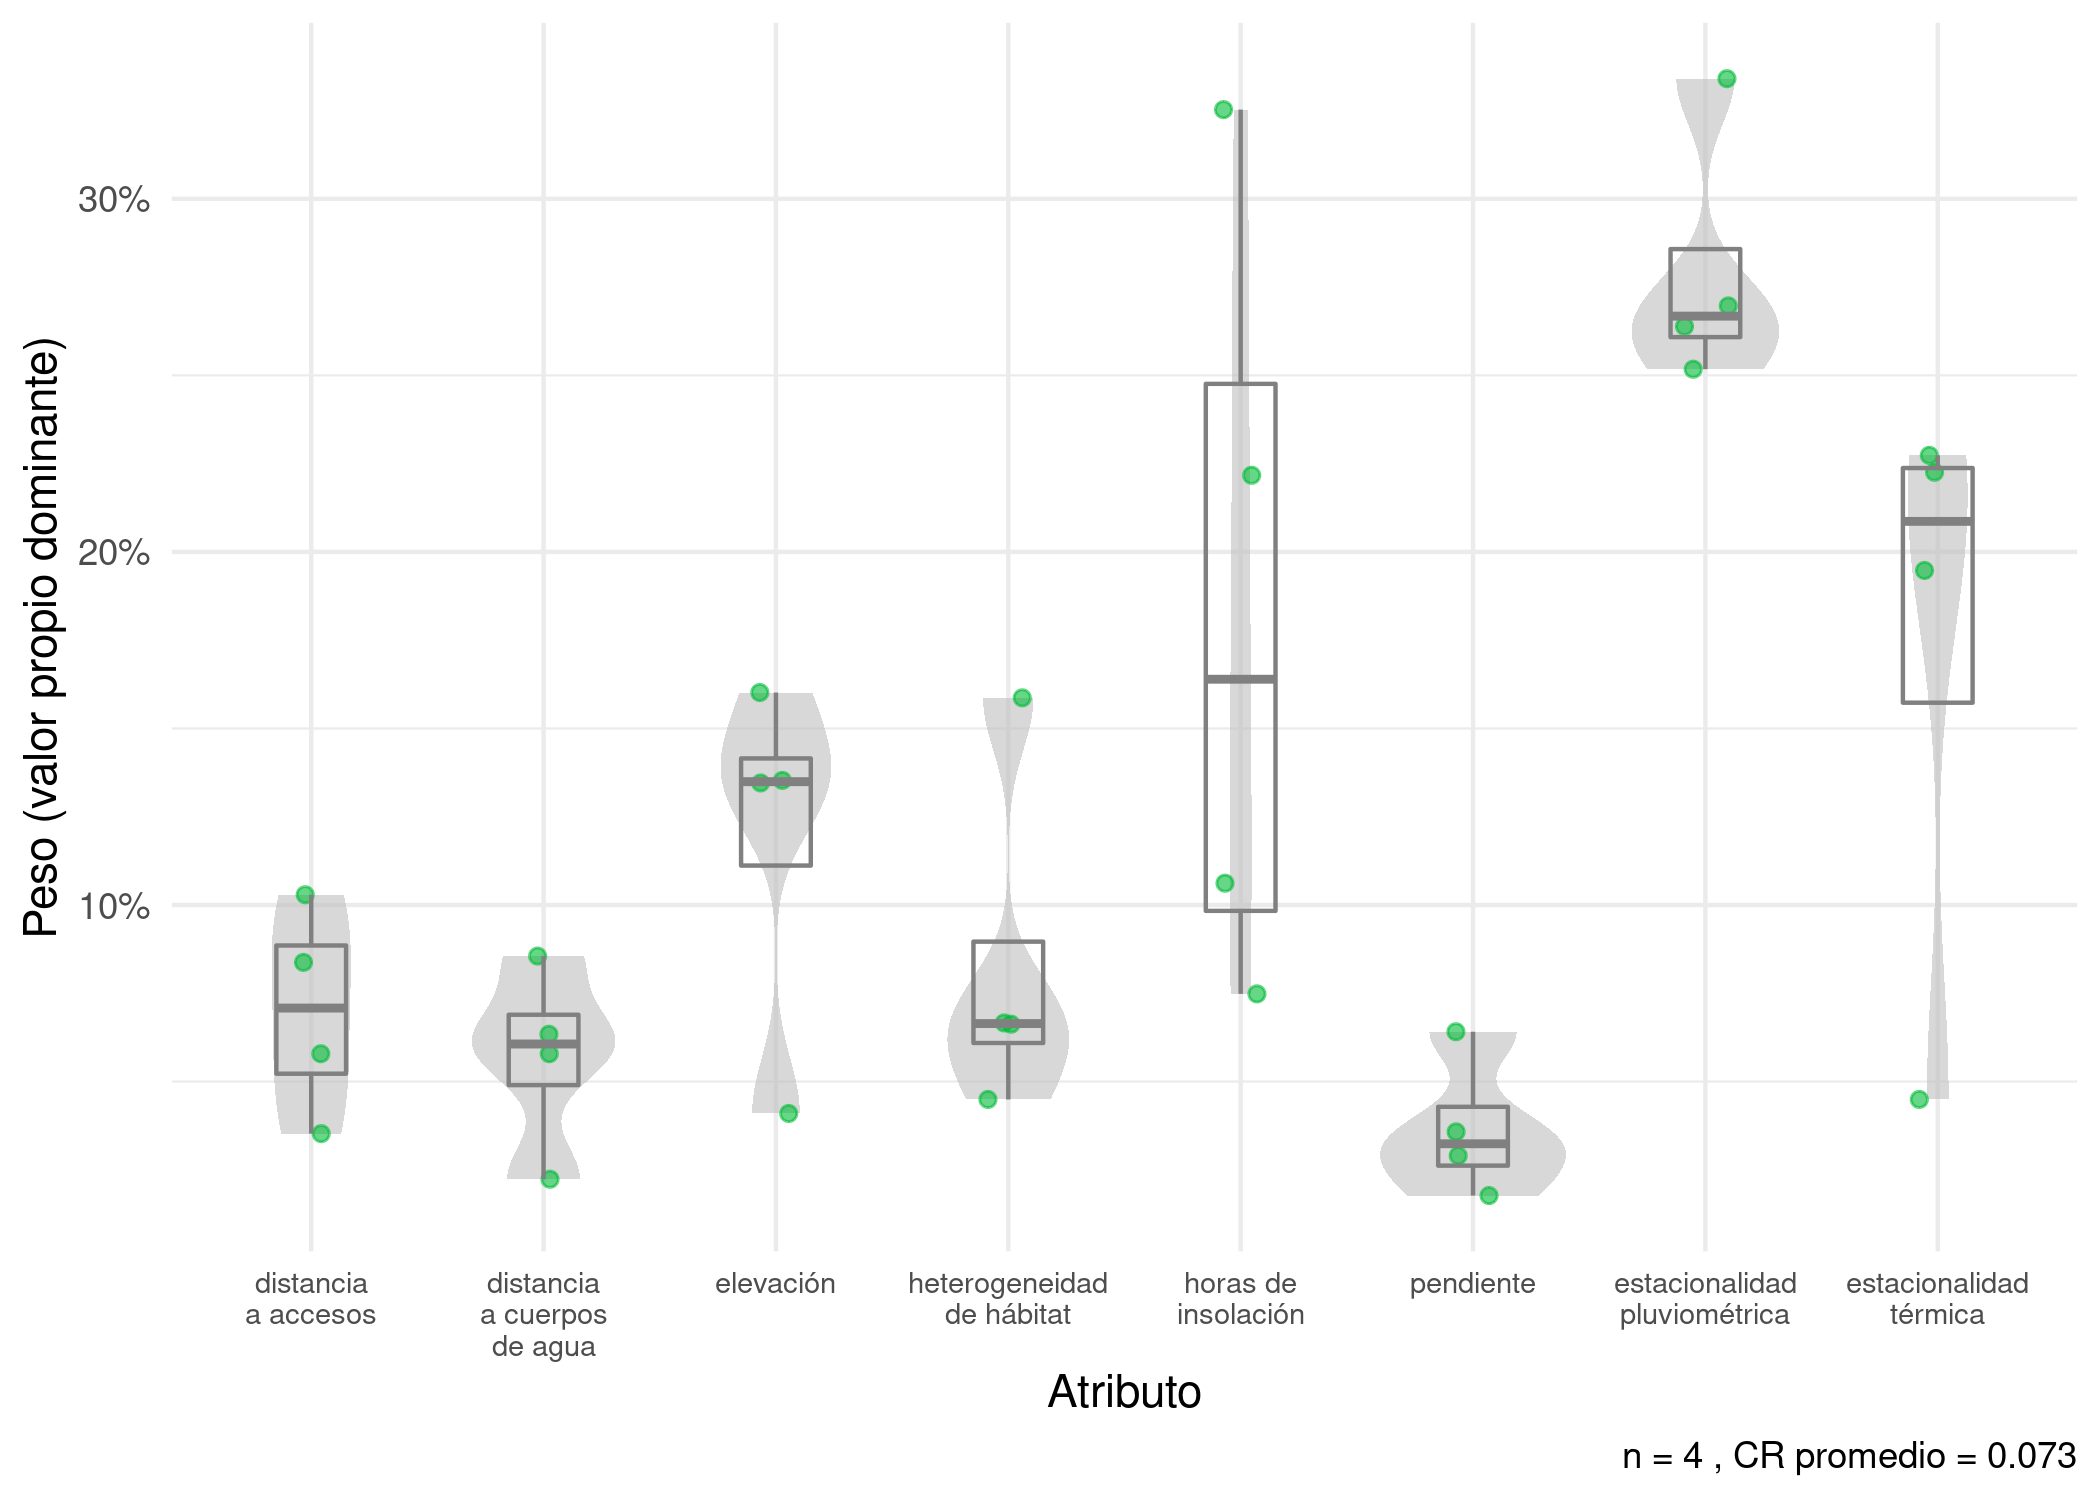 Peso (valor propio dominante)
30%
20%
10%
distancia
a accesos
distancia
a cuerpos
de agua
elevación
heterogeneidad
de hábitat
horas de
insolación
pendiente
estacionalidad
pluviométrica
estacionalidad
térmica
Atributo
n = 4 , CR promedio = 0.073